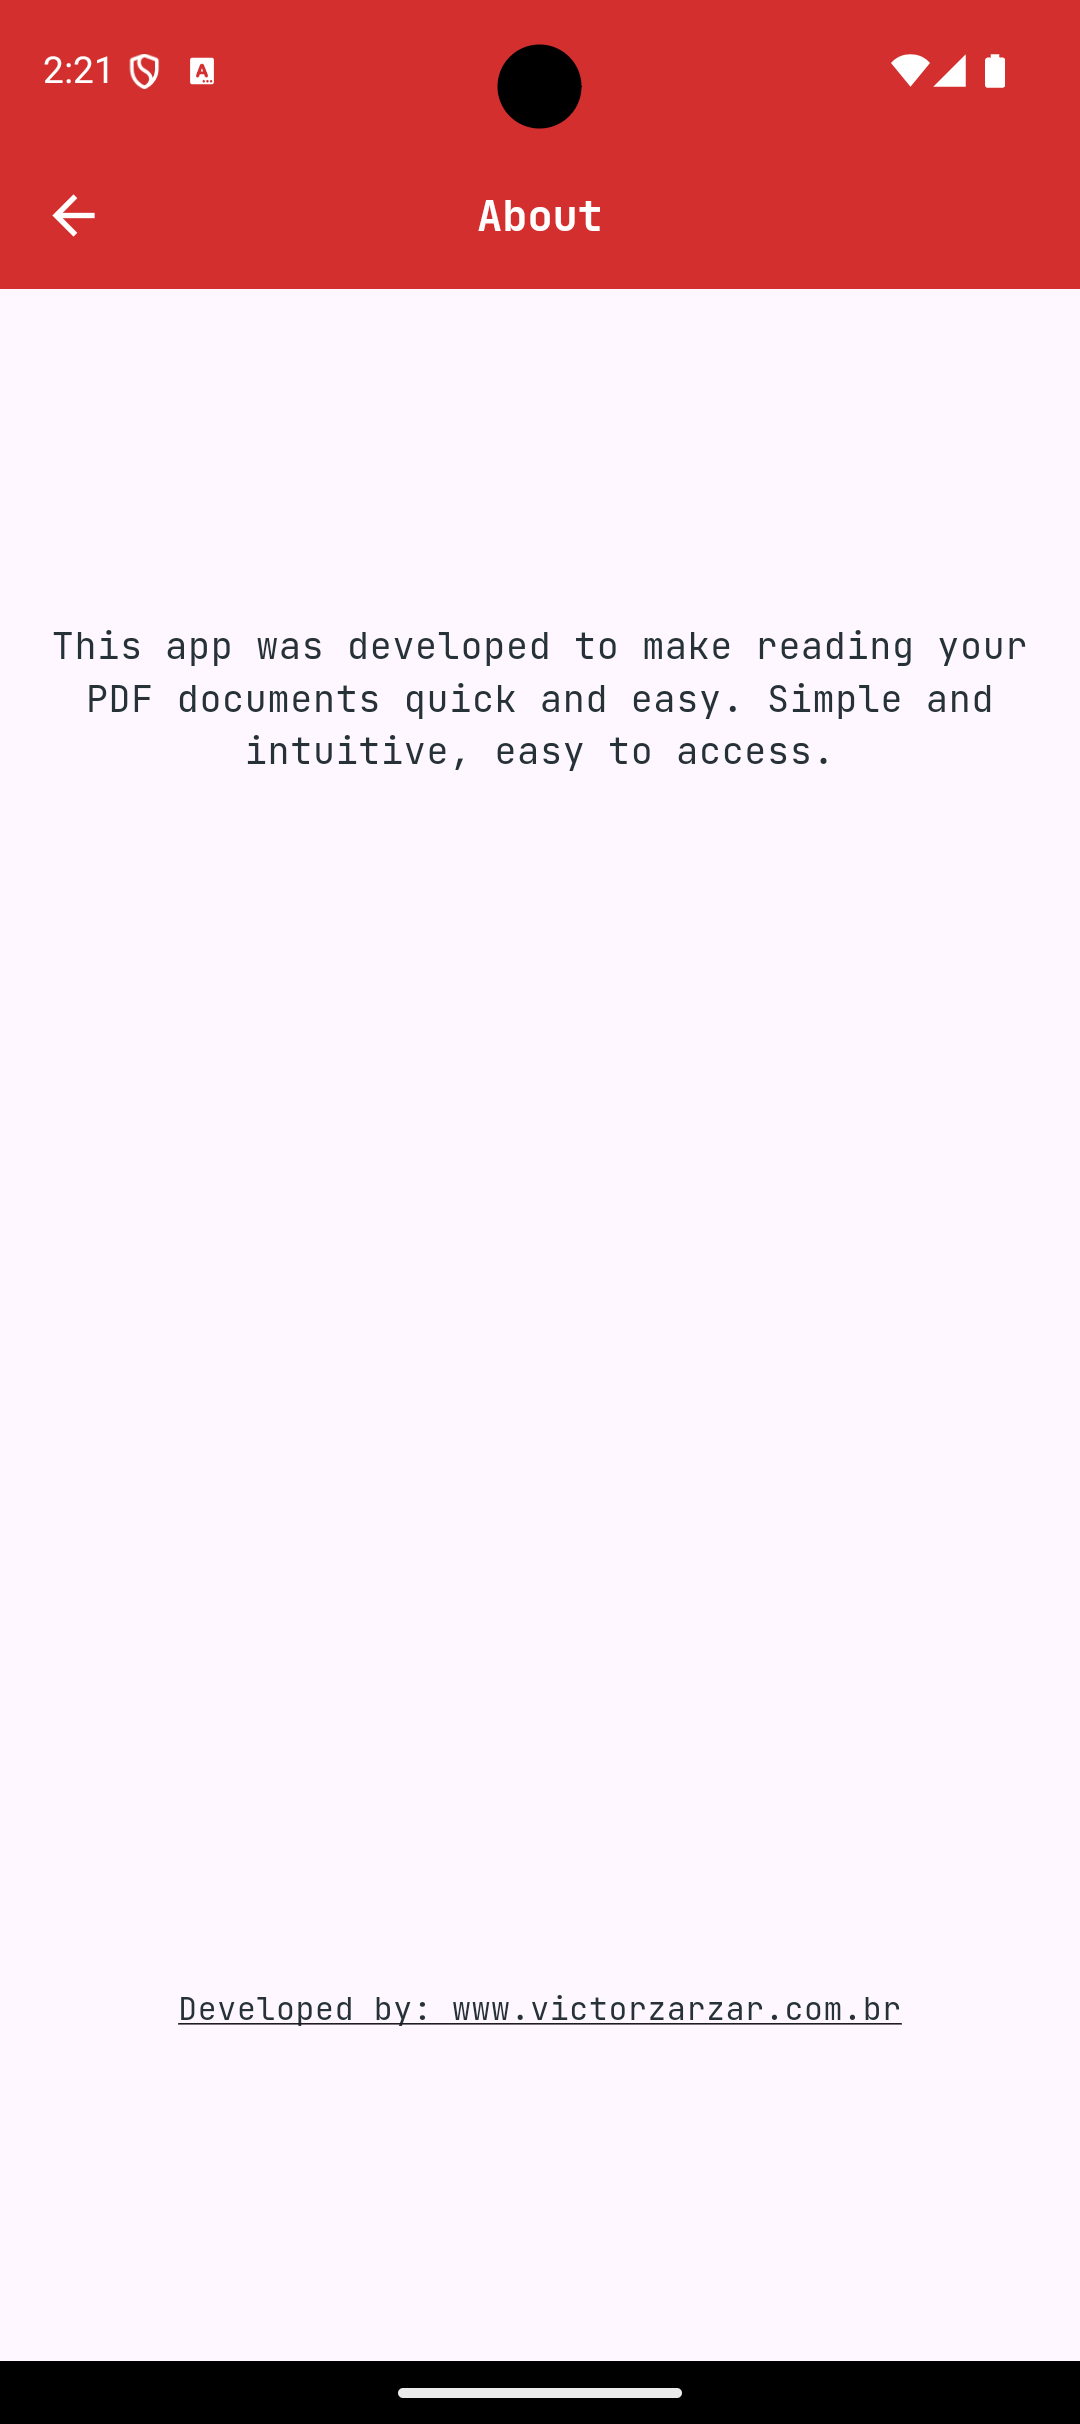 2:21
About
This app was developed to make reading your
PDF documents quick and easy. Simple and
intuitive, easy to access.
Developed by: www.victorzarzar.com.br